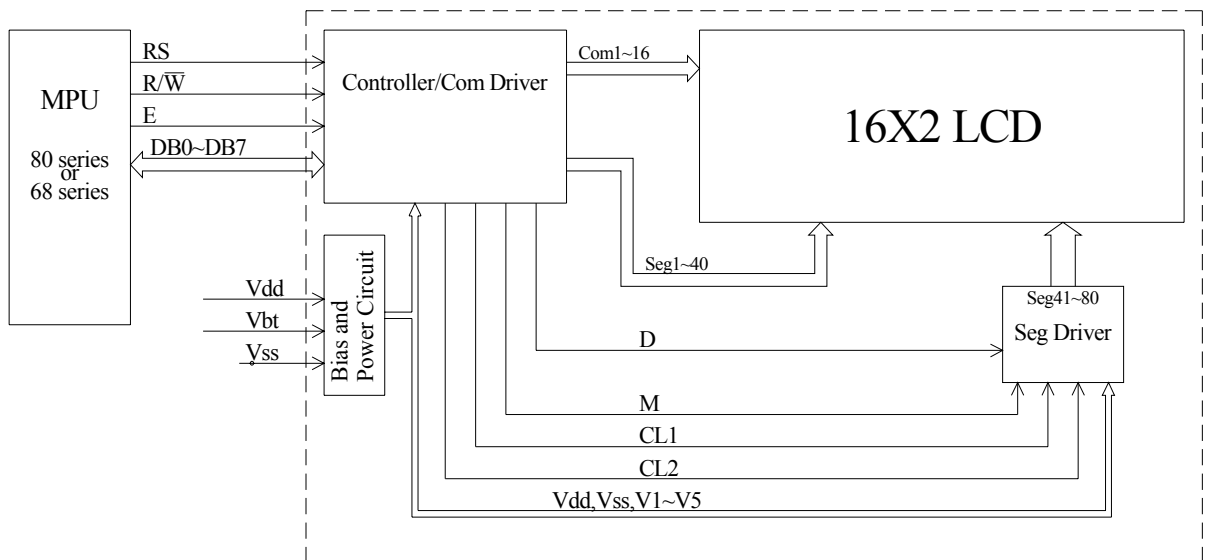 MPU
80 series
or
68 series
RS
R/W̅
E
DB0~DB7
Controller/Com Driver
Com1~16
16X2 LCD
Seg1~40
Seg41~80
Seg Driver
Vdd
Vbt
Vss
Bias and
Power Circuit
D
M
CL1
CL2
Vdd,Vss,V1~V5